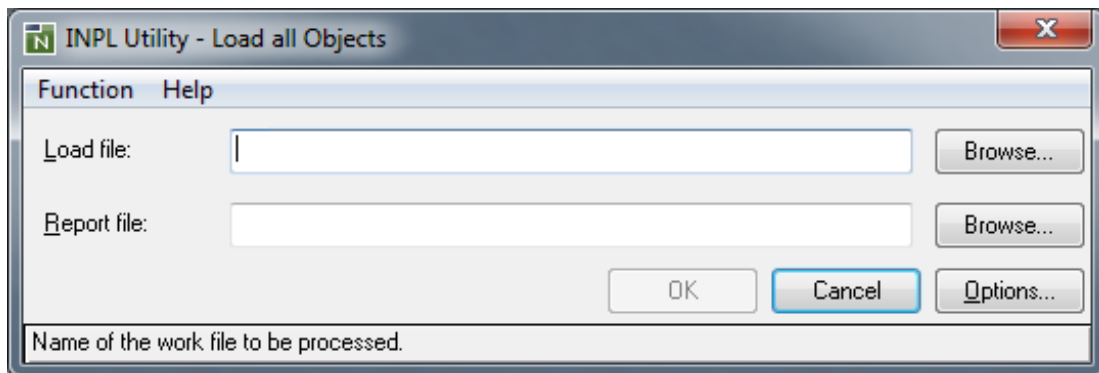 INPL Utility - Load all Objects
Function Help
Load file: Browse...
Report file: Browse...
OK Cancel Options...
Name of the work file to be processed.